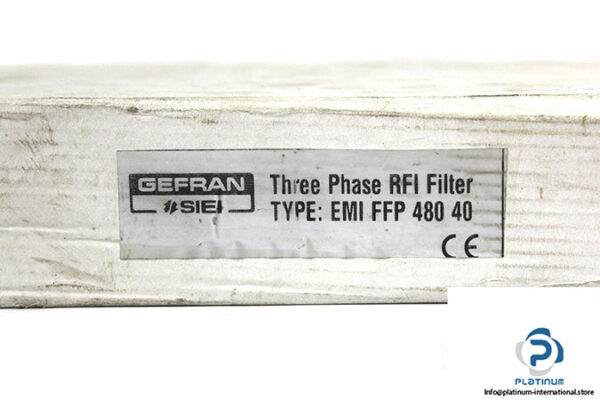 GEFRAN
SIEI
Three Phase RFI Filter
TYPE: EMI FFP 480 40
CE
PLATINUM
Info@platinum-international.store